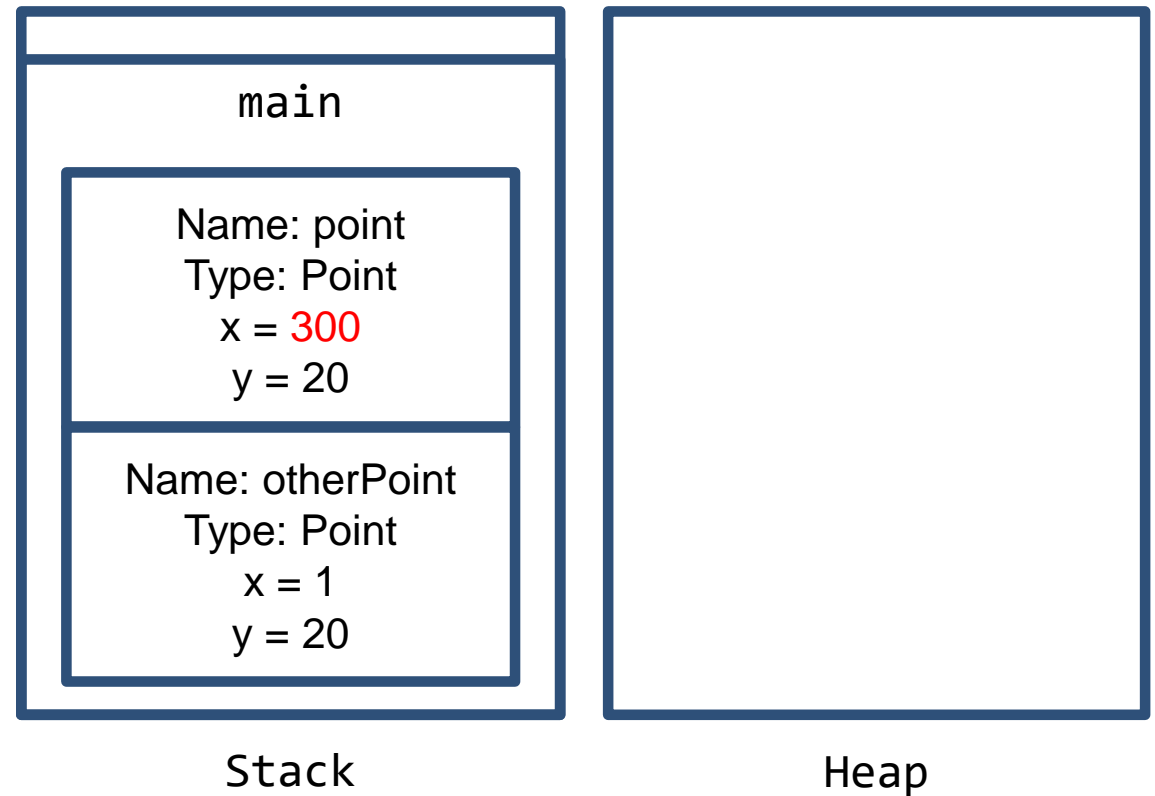 main
Name: point
Type: Point
x = 300
y = 20
Name: otherPoint
Type: Point
x = 1
y = 20
Stack
Heap